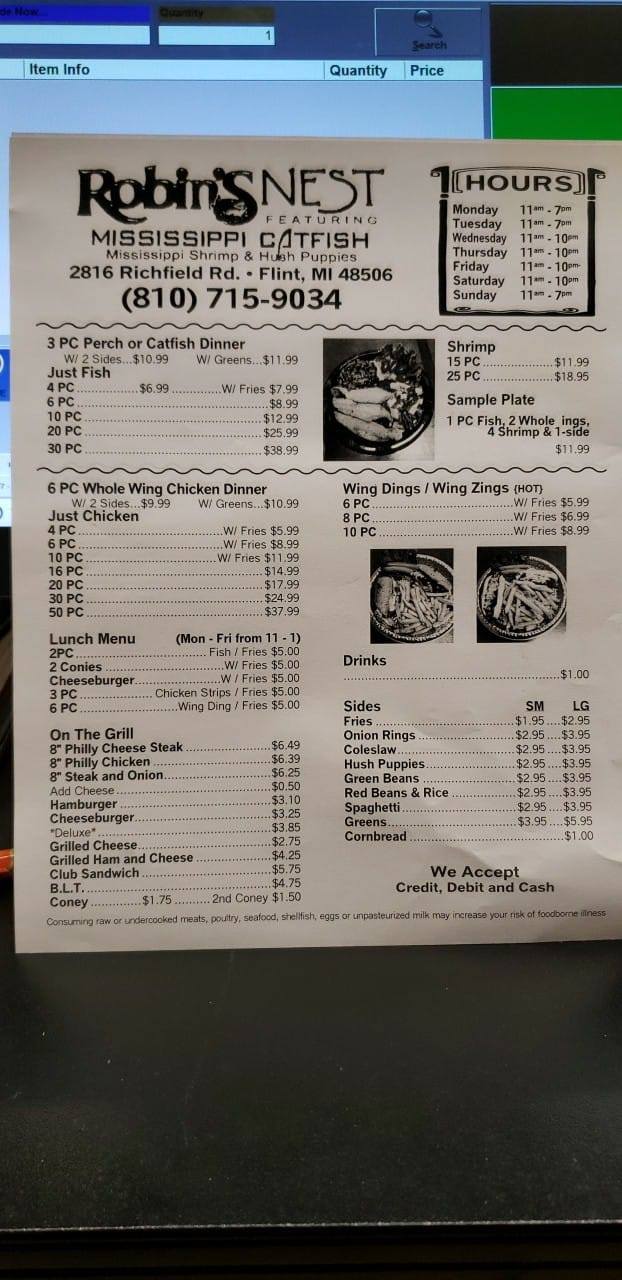 de Now...
Quantity
1
Search
Item Info Quantity Price
Robin's NEST
FEATURING
MISSISSIPPI CATFISH
Mississippi Shrimp & Hush Puppies
2816 Richfield Rd. • Flint, MI 48506
(810) 715-9034
HOURS
Monday 11am - 7pm
Tuesday 11am - 7pm
Wednesday 11am - 10pm
Thursday 11am - 10pm
Friday 11am - 10pm
Saturday 11am - 10pm
Sunday 11am - 7pm
3 PC Perch or Catfish Dinner
W/ 2 Sides...$10.99 W/ Greens...$11.99
Just Fish
4 PC..............$6.99..............W/ Fries $7.99
6 PC..............$8.99
10 PC..............$12.99
20 PC..............$25.99
30 PC..............$38.99
Shrimp
15 PC..............$11.99
25 PC..............$18.95
Sample Plate
1 PC Fish, 2 Whole ings,
4 Shrimp & 1-side
$11.99
6 PC Whole Wing Chicken Dinner
W/ 2 Sides...$9.99 W/ Greens...$10.99
Just Chicken
4 PC..............W/ Fries $5.99
6 PC..............W/ Fries $8.99
10 PC..............W/ Fries $11.99
16 PC..............$14.99
20 PC..............$17.99
30 PC..............$24.99
50 PC..............$37.99
Lunch Menu (Mon - Fri from 11 - 1)
2PC..............Fish / Fries $5.00
2 Conies..............W/ Fries $5.00
Cheeseburger..............W / Fries $5.00
3 PC..............Chicken Strips / Fries $5.00
6 PC..............Wing Ding / Fries $5.00
On The Grill
8" Philly Cheese Steak..............$6.49
8" Philly Chicken..............$6.39
8" Steak and Onion..............$6.25
Add Cheese..............$0.50
Hamburger..............$3.10
Cheeseburger..............$3.25
*Deluxe*..............$3.85
Grilled Cheese..............$2.75
Grilled Ham and Cheese..............$4.25
Club Sandwich..............$5.75
B.L.T...............$4.75
Coney..............$1.75..........2nd Coney $1.50
Wing Dings / Wing Zings {HOT}
6 PC..............W/ Fries $5.99
8 PC..............W/ Fries $6.99
10 PC..............W/ Fries $8.99
Drinks
..............$1.00
Sides SM LG
Fries..............$1.95....$2.95
Onion Rings..............$2.95....$3.95
Coleslaw..............$2.95....$3.95
Hush Puppies..............$2.95....$3.95
Green Beans..............$2.95....$3.95
Red Beans & Rice..............$2.95....$3.95
Spaghetti..............$2.95....$3.95
Greens..............$3.95....$5.95
Cornbread..............$1.00
We Accept
Credit, Debit and Cash
Consuming raw or undercooked meats, poultry, seafood, shellfish, eggs or unpasteurized milk may increase your risk of foodborne illness